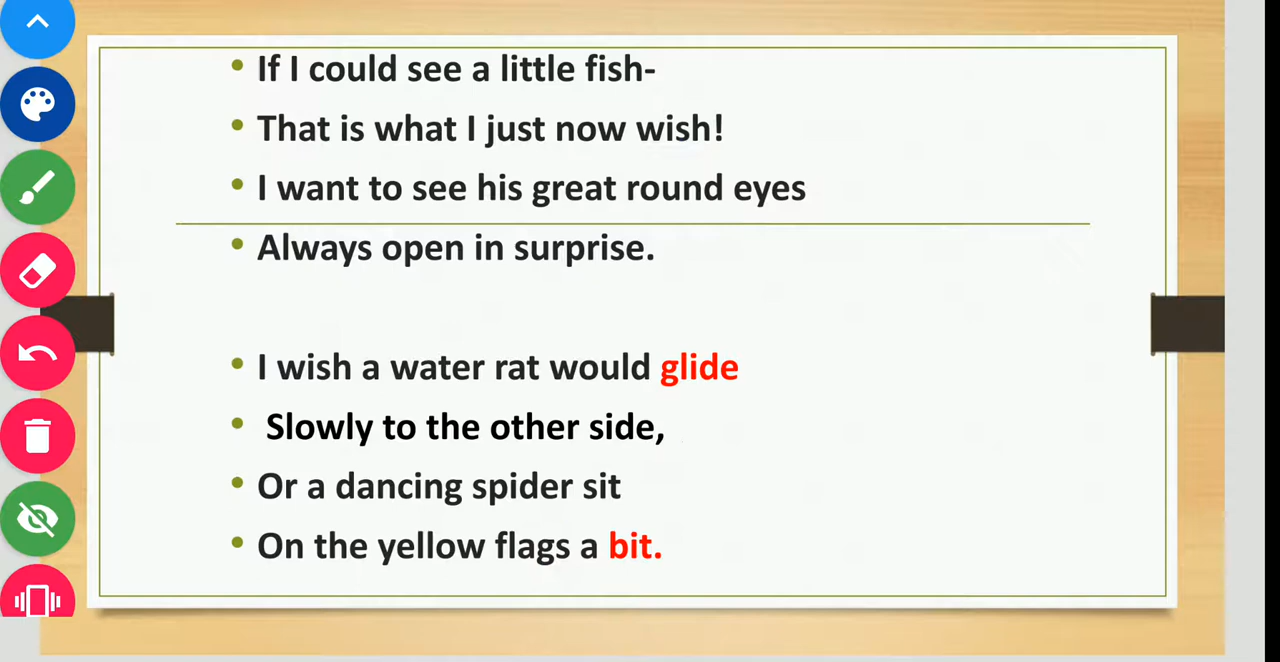 • If I could see a little fish-
• That is what I just now wish!
• I want to see his great round eyes
• Always open in surprise.
• I wish a water rat would glide
• Slowly to the other side,
• Or a dancing spider sit
• On the yellow flags a bit.